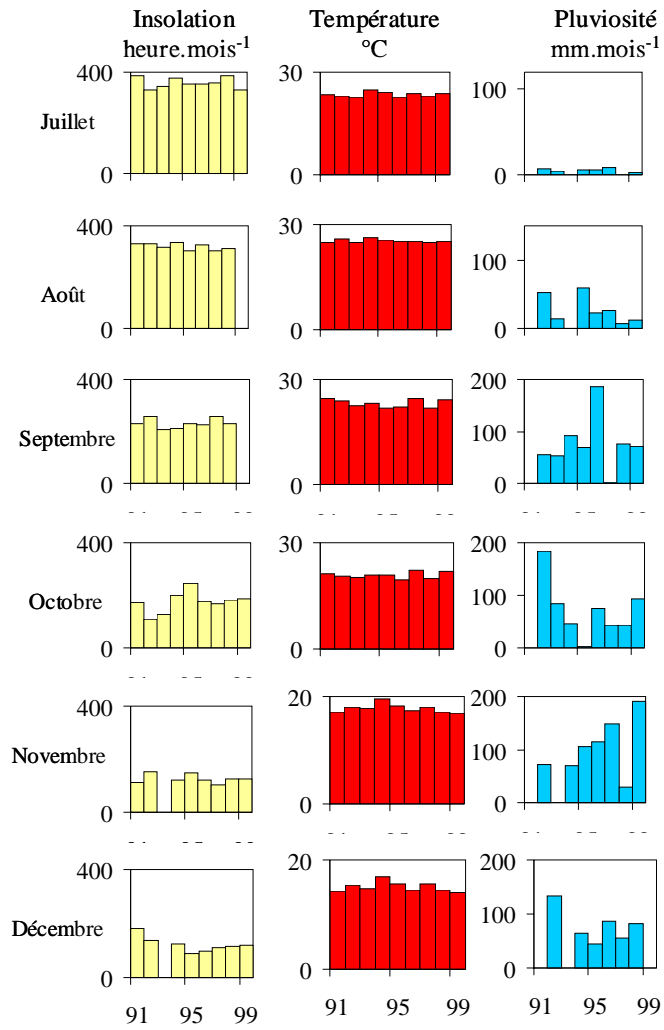 Insolation Température Pluviosité
heure.mois-1 °C mm.mois-1
400 30 100
Juillet
0 0 0
400 30 100
Août
0 0 0
400 30 200
Septembre 100
0 0 0
400 30 200
Octobre 100
0 0 0
400 20 200
Novembre 100
0 0 0
400 20 200
Décembre 100
0 0 0
91 95 99 91 95 99 91 95 99